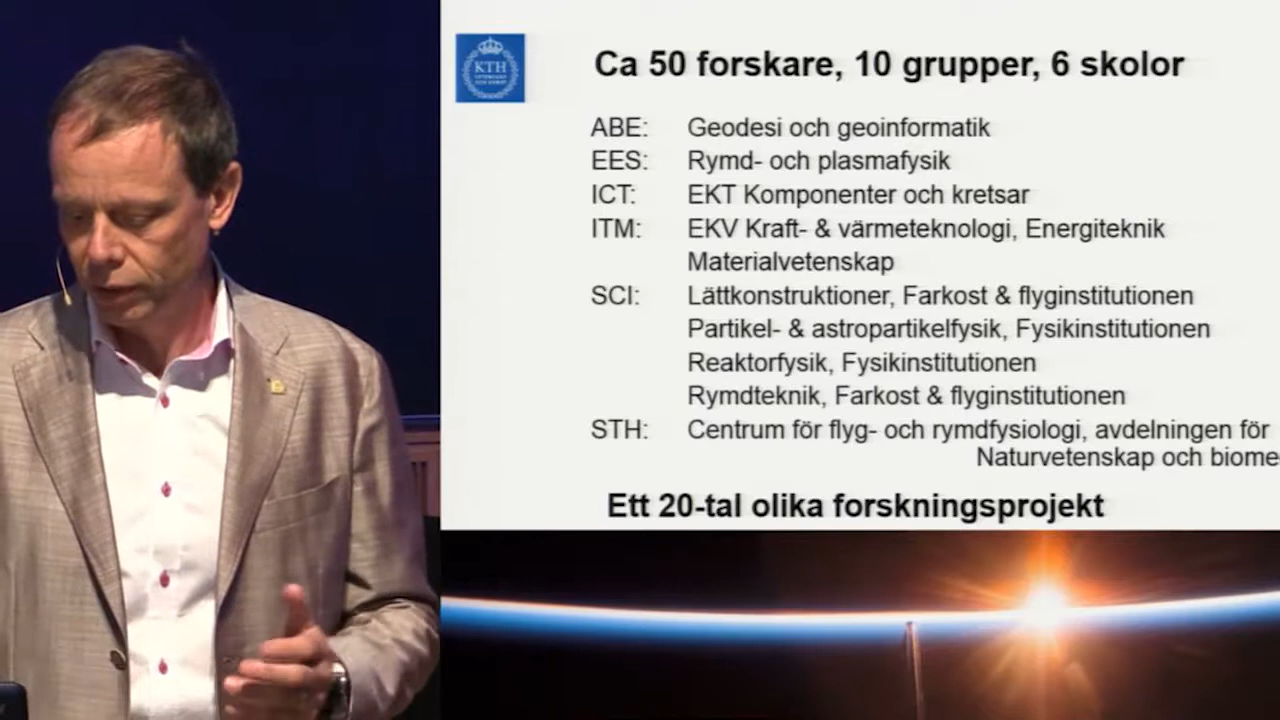 KTH
Ca 50 forskare, 10 grupper, 6 skolor
ABE: Geodesi och geoinformatik
EES: Rymd- och plasmafysik
ICT: EKT Komponenter och kretsar
ITM: EKV Kraft- & värmeteknologi, Energiteknik
Materialvetenskap
SCI: Lättkonstruktioner, Farkost & flyginstitutionen
Partikel- & astropartikelfysik, Fysikinstitutionen
Reaktorfysik, Fysikinstitutionen
Rymdteknik, Farkost & flyginstitutionen
STH: Centrum för flyg- och rymdfysiologi, avdelningen för
Naturvetenskap och biome
Ett 20-tal olika forskningsprojekt